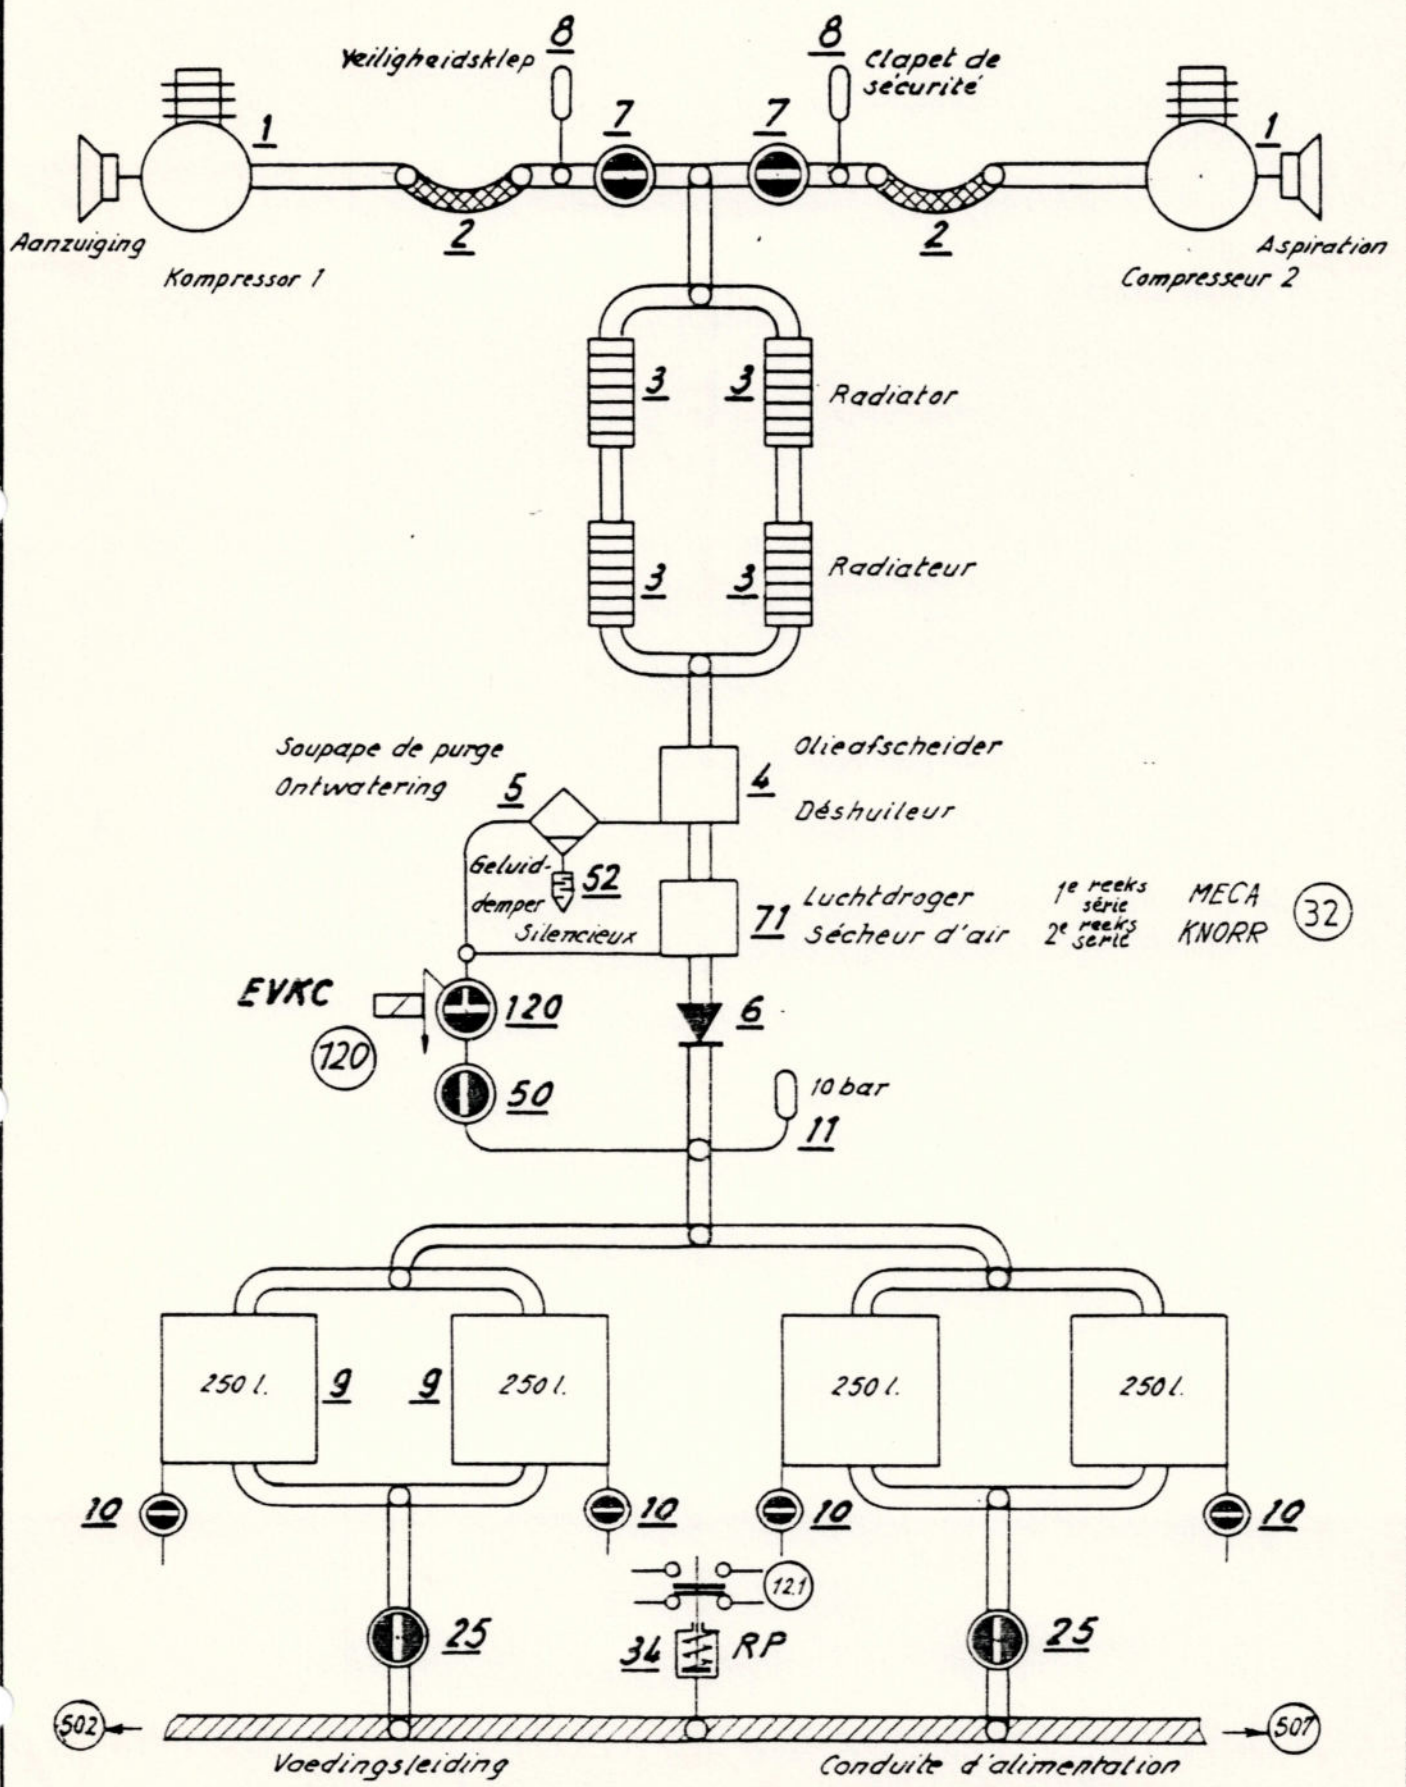 8
8
Veiligheidsklep
Clapet de
sécurité
7
7
1
1
2
2
Aanzuiging
Aspiration
Kompressor 1
Compresseur 2
3
3
Radiator
3
3
Radiateur
Soupape de purge
Ontwatering
5
4
Olieafscheider
Déshuileur
Geluid-
demper
52
Silencieux
71
Luchtdroger
Sécheur d'air
1e reeks
série
2e reeks
serie
MECA
KNORR
32
EVKC
120
120
6
50
10 bar
11
250 l.
9
9
250 l.
250 l.
250 l.
10
10
10
10
12.1
25
34
RP
25
502
507
Voedingsleiding
Conduite d'alimentation